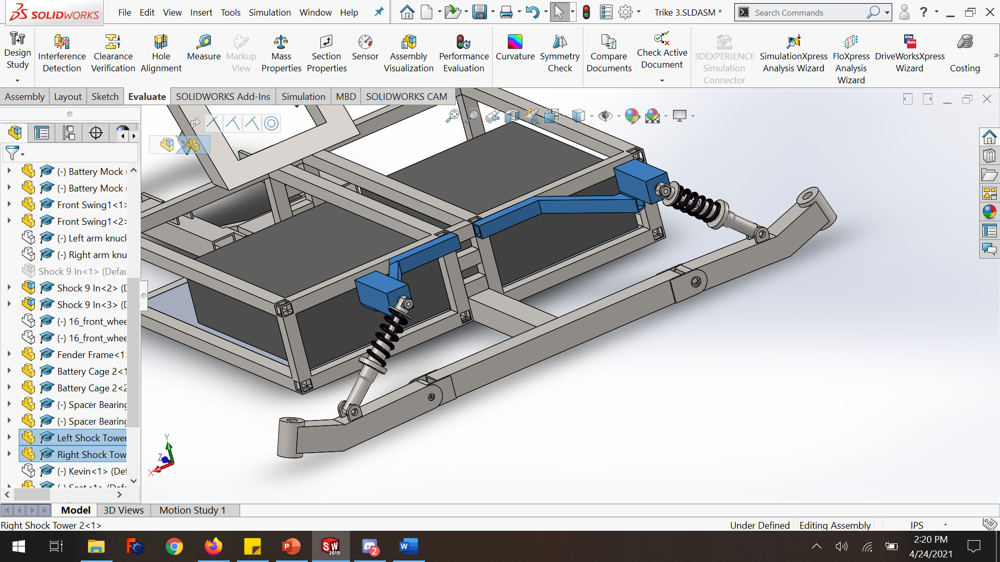 SOLIDWORKS File Edit View Insert Tools Simulation Window Help Trike 3.SLDASM * Search Commands ?
Design Study
Interference Detection
Clearance Verification
Hole Alignment
Measure
Markup View
Mass Properties
Section Properties
Sensor
Assembly Visualization
Performance Evaluation
Curvature
Symmetry Check
Compare Documents
Check Active Document
3DEXPERIENCE Simulation Connector
SimulationXpress Analysis Wizard
FloXpress Analysis Wizard
DriveWorksXpress Wizard
Costing
Assembly Layout Sketch Evaluate SOLIDWORKS Add-Ins Simulation MBD SOLIDWORKS CAM
(-) Battery Mock
(-) Battery Mock
Front Swing1<1>
Front Swing1<2>
(-) Left arm knuck
(-) Right arm knu
Shock 9 In<1> (Defau
Shock 9 In<2> (D
Shock 9 In<3> (D
(-) 16_front_whee
(-) 16_front_whee
Fender Frame<1>
Battery Cage 2<1
Battery Cage 2<2
(-) Spacer Bearing
(-) Spacer Bearing
Left Shock Tower
Right Shock Tow
(-) Kevin<1> (Def
(-) Seat<1> (Defa
Y
Z
X
Model 3D Views Motion Study 1
Right Shock Tower 2<1> Under Defined Editing Assembly IPS
SW 2019
2
2:20 PM
4/24/2021